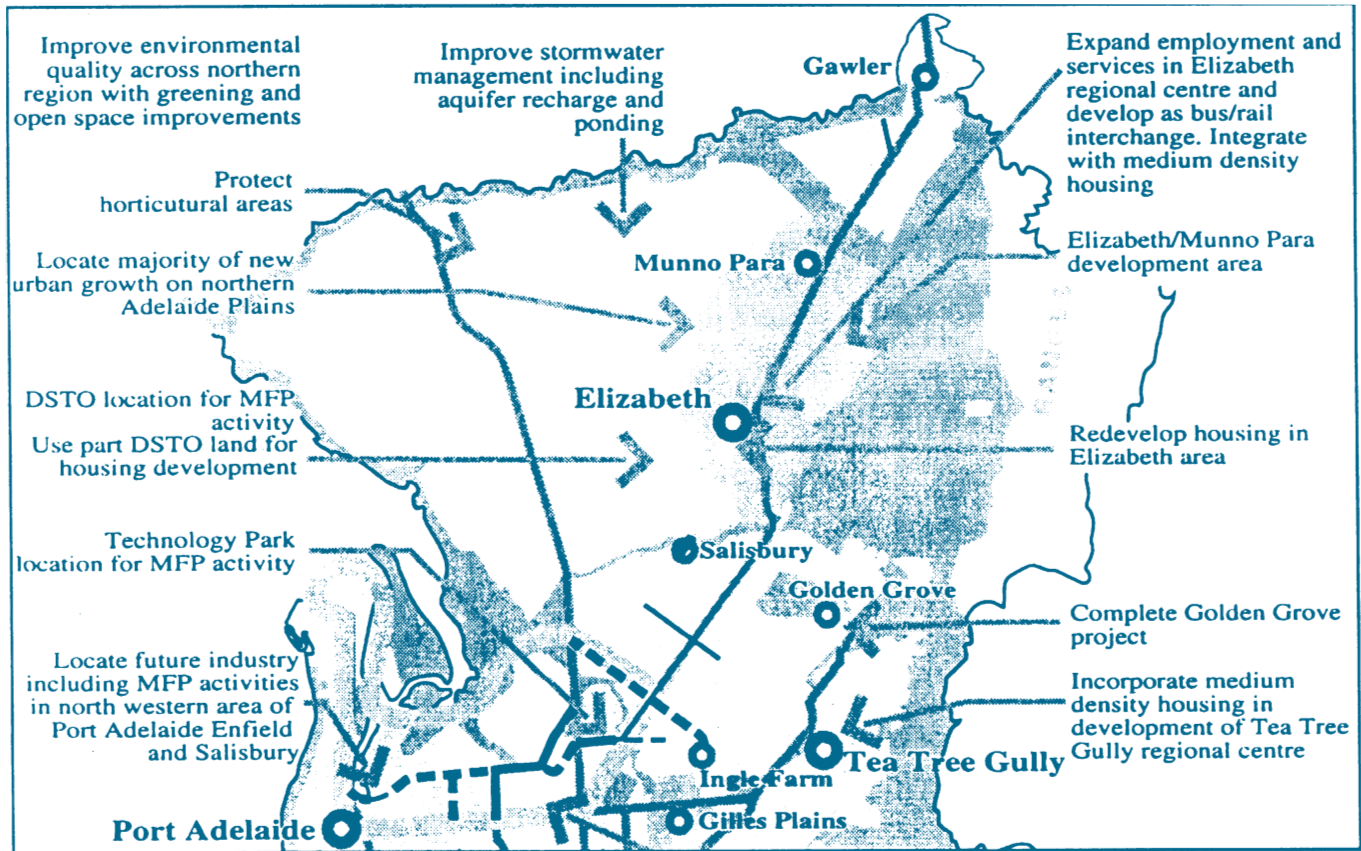 Improve environmental
quality across northern
region with greening and
open space improvements
Improve stormwater
management including
aquifer recharge and
ponding
Gawler
Expand employment and
services in Elizabeth
regional centre and
develop as bus/rail
interchange. Integrate
with medium density
housing
Protect
horticutural areas
Locate majority of new
urban growth on northern
Adelaide Plains
Munno Para
Elizabeth/Munno Para
development area
DSTO location for MFP
activity
Use part DSTO land for
housing development
Elizabeth
Redevelop housing in
Elizabeth area
Technology Park
location for MFP activity
Salisbury
Golden Grove
Complete Golden Grove
project
Locate future industry
including MFP activities
in north western area of
Port Adelaide Enfield
and Salisbury
Incorporate medium
density housing in
development of Tea Tree
Gully regional centre
Tea Tree Gully
Ingle Farm
Gilles Plains
Port Adelaide